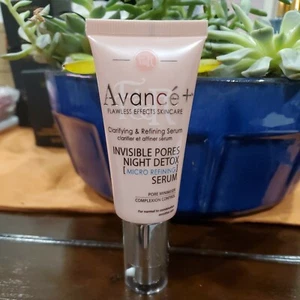 Avancé+
FLAWLESS EFFECTS SKINCARE
Clarifying & Refining Serum
clarifier et affiner sérum
INVISIBLE PORES
NIGHT DETOX
[MICRO REFINING]
SERUM
PORE MINIMIZER
COMPLEXION CONTROL